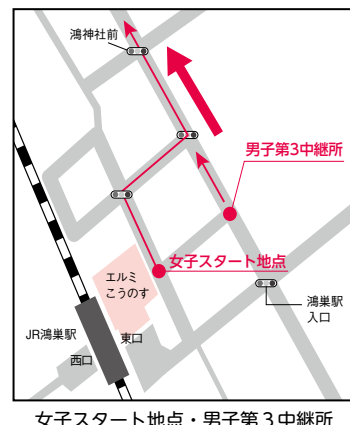 鴻神社前
男子第3中継所
女子スタート地点
エルミ
こうのす
鴻巣駅
入口
JR鴻巣駅
東口
西口
女子スタート地点・男子第3中継所